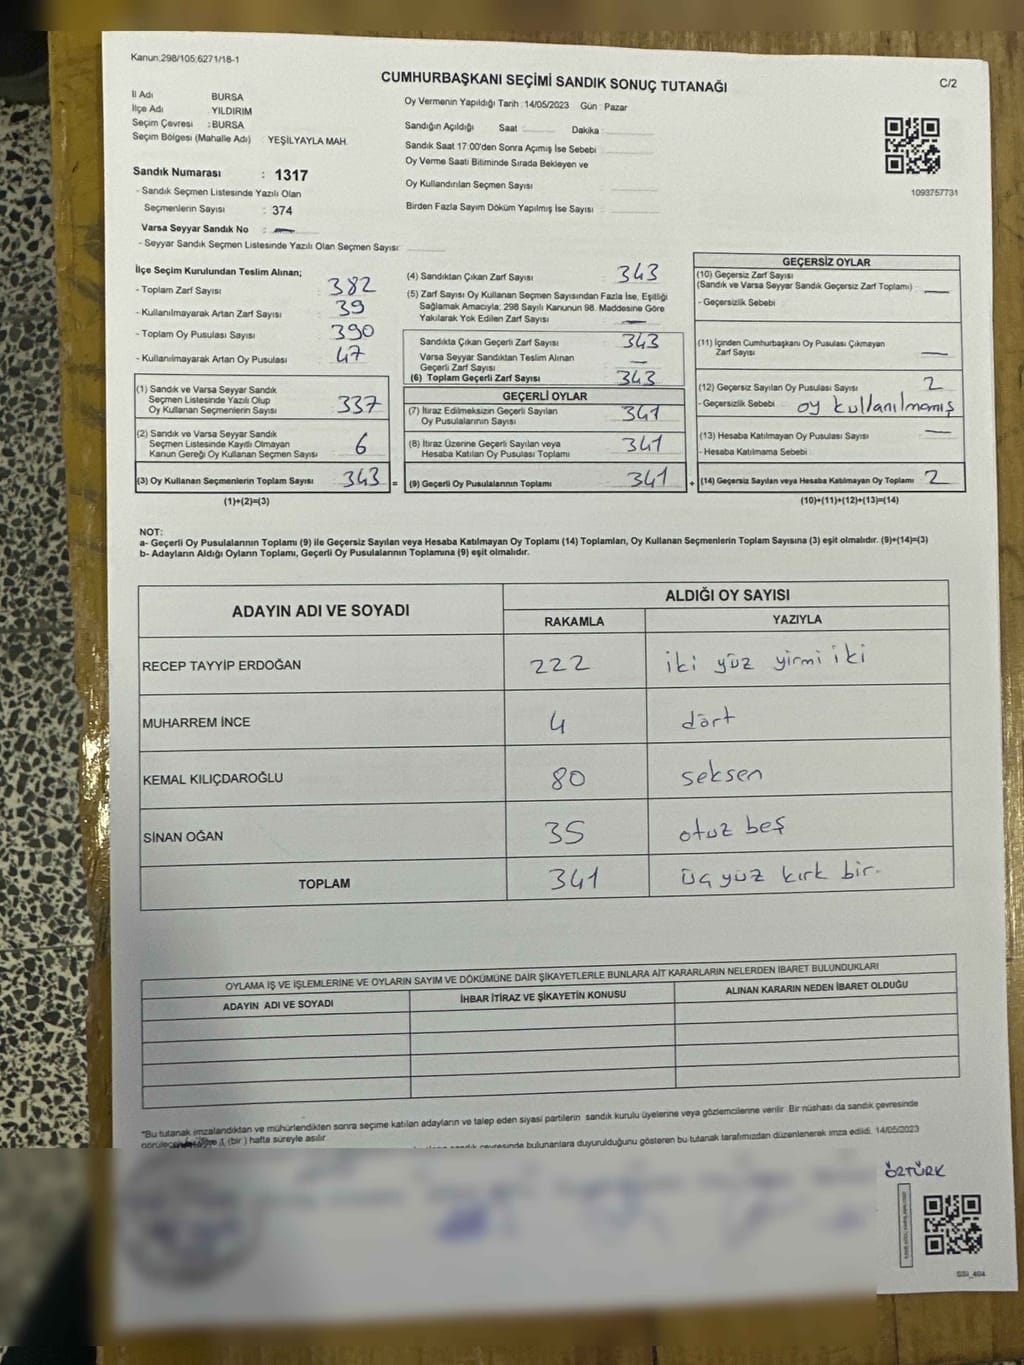 Kanun:298/105;6271/18-1
CUMHURBAŞKANI SEÇİMİ SANDIK SONUÇ TUTANAĞI
C/2
İl Adı BURSA
İlçe Adı : YILDIRIM
Seçim Çevresi : BURSA
Seçim Bölgesi (Mahalle Adı) : YEŞİLYAYLA MAH.
Sandık Numarası : 1317
- Sandık Seçmen Listesinde Yazılı Olan
Seçmenlerin Sayısı : 374
Varsa Seyyar Sandık No : —
- Seyyar Sandık Seçmen Listesinde Yazılı Olan Seçmen Sayısı:
Oy Vermenin Yapıldığı Tarih : 14/05/2023 Gün : Pazar
Sandığın Açıldığı Saat Dakika :
Sandık Saat 17:00'den Sonra Açımış İse Sebebi
Oy Verme Saati Bitiminde Sırada Bekleyen ve
Oy Kullandırılan Seçmen Sayısı :
Birden Fazla Sayım Döküm Yapılmış İse Sayısı :
1093757731
İlçe Seçim Kurulundan Teslim Alınan;
- Toplam Zarf Sayısı : 382
- Kullanılmayarak Artan Zarf Sayısı : 39
- Toplam Oy Pusulası Sayısı : 390
- Kullanılmayarak Artan Oy Pusulası : 47
(1) Sandık ve Varsa Seyyar Sandık
Seçmen Listesinde Yazılı Olup
Oy Kullanan Seçmenlerin Sayısı : 337
(2) Sandık ve Varsa Seyyar Sandık
Seçmen Listesinde Kayıtlı Olmayan
Kanun Gereği Oy Kullanan Seçmen Sayısı : 6
(3) Oy Kullanan Seçmenlerin Toplam Sayısı : 343 =
(1)+(2)=(3)
(4) Sandıktan Çıkan Zarf Sayısı : 343
(5) Zarf Sayısı Oy Kullanan Seçmen Sayısından Fazla İse, Eşitliği
Sağlamak Amacıyla; 298 Sayılı Kanunun 98. Maddesine Göre
Yakılarak Yok Edilen Zarf Sayısı : —
Sandıkta Çıkan Geçerli Zarf Sayısı : 343
Varsa Seyyar Sandıktan Teslim Alınan
Geçerli Zarf Sayısı : —
(6) Toplam Geçerli Zarf Sayısı : 343
GEÇERLİ OYLAR
(7) İtiraz Edilmeksizin Geçerli Sayılan
Oy Pusulalarının Sayısı : 341
(8) İtiraz Üzerine Geçerli Sayılan veya
Hesaba Katılan Oy Pusulası Toplamı : 341
(9) Geçerli Oy Pusulalarının Toplamı : 341 +
GEÇERSİZ OYLAR
(10) Geçersiz Zarf Sayısı
(Sandık ve Varsa Seyyar Sandık Geçersiz Zarf Toplamı) : —
- Geçersizlik Sebebi :
(11) İçinden Cumhurbaşkanı Oy Pusulası Çıkmayan
Zarf Sayısı : —
(12) Geçersiz Sayılan Oy Pusulası Sayısı : 2
- Geçersizlik Sebebi : oy kullanılmamış
(13) Hesaba Katılmayan Oy Pusulası Sayısı : —
- Hesaba Katılmama Sebebi :
(14) Geçersiz Sayılan veya Hesaba Katılmayan Oy Toplamı : 2
(10)+(11)+(12)+(13)=(14)
NOT:
a- Geçerli Oy Pusulalarının Toplamı (9) ile Geçersiz Sayılan veya Hesaba Katılmayan Oy Toplamı (14) Toplamları, Oy Kullanan Seçmenlerin Toplam Sayısına (3) eşit olmalıdır. (9)+(14)=(3)
b- Adayların Aldığı Oyların Toplamı, Geçerli Oy Pusulalarının Toplamına (9) eşit olmalıdır.
ADAYIN ADI VE SOYADI ALDIĞI OY SAYISI
RAKAMLA YAZIYLA
RECEP TAYYİP ERDOĞAN 222 iki yüz yirmi iki
MUHARREM İNCE 4 dört
KEMAL KILIÇDAROĞLU 80 seksen
SİNAN OĞAN 35 otuz beş
TOPLAM 341 üç yüz kırk bir.
OYLAMA İŞ VE İŞLEMLERİNE VE OYLARIN SAYIM VE DÖKÜMÜNE DAİR ŞİKAYETLERLE BUNLARA AİT KARARLARIN NELERDEN İBARET BULUNDUKLARI
ADAYIN ADI VE SOYADI İHBAR İTİRAZ VE ŞİKAYETİN KONUSU ALINAN KARARIN NEDEN İBARET OLDUĞU
*Bu tutanak imzalandıktan ve mühürlendikten sonra seçime katılan adayların ve talep eden siyasi partilerin sandık kurulu üyelerine veya gözlemcilerine verilir. Bir nüshası da sandık çevresinde
(bir ) hafta süreyle asılır.
sandık çevresinde bulunanlara duyurulduğunu gösteren bu tutanak tarafımızdan düzenlenerek imza edildi. 14/05/2023
ÖZTÜRK